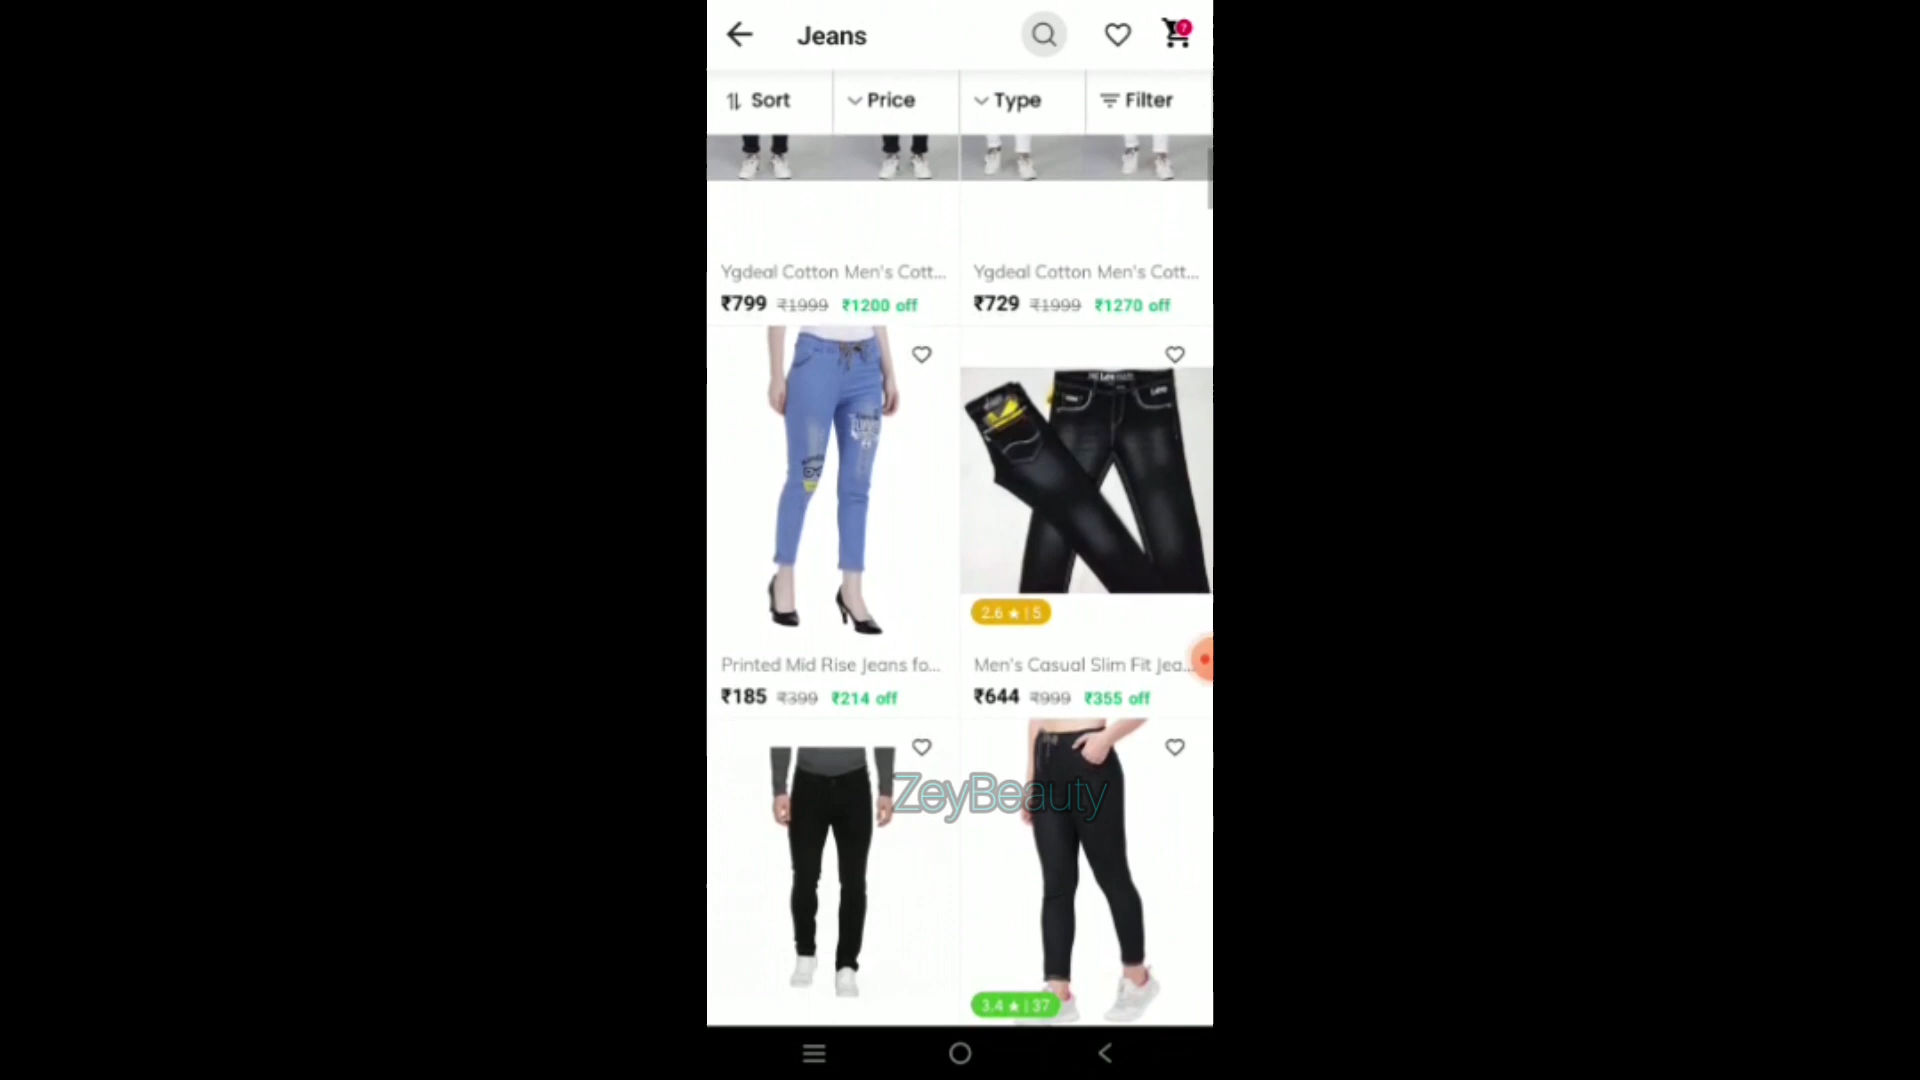 Jeans
7
Sort
Price
Type
Filter
Ygdeal Cotton Men's Cott...
Ygdeal Cotton Men's Cott...
₹799 ₹1999 ₹1200 off
₹729 ₹1999 ₹1270 off
Printed Mid Rise Jeans fo...
2.6 ★ | 5
Men's Casual Slim Fit Jea...
₹185 ₹399 ₹214 off
₹644 ₹999 ₹355 off
ZeyBeauty
3.4 ★ | 37